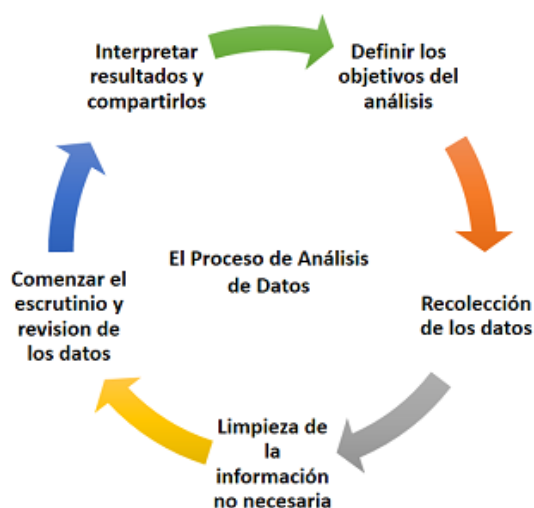 El Proceso de Análisis
de Datos
Definir los
objetivos del
análisis
Recolección
de los datos
Limpieza de
la
información
no necesaria
Comenzar el
escrutinio y
revision de
los datos
Interpretar
resultados y
compartirlos